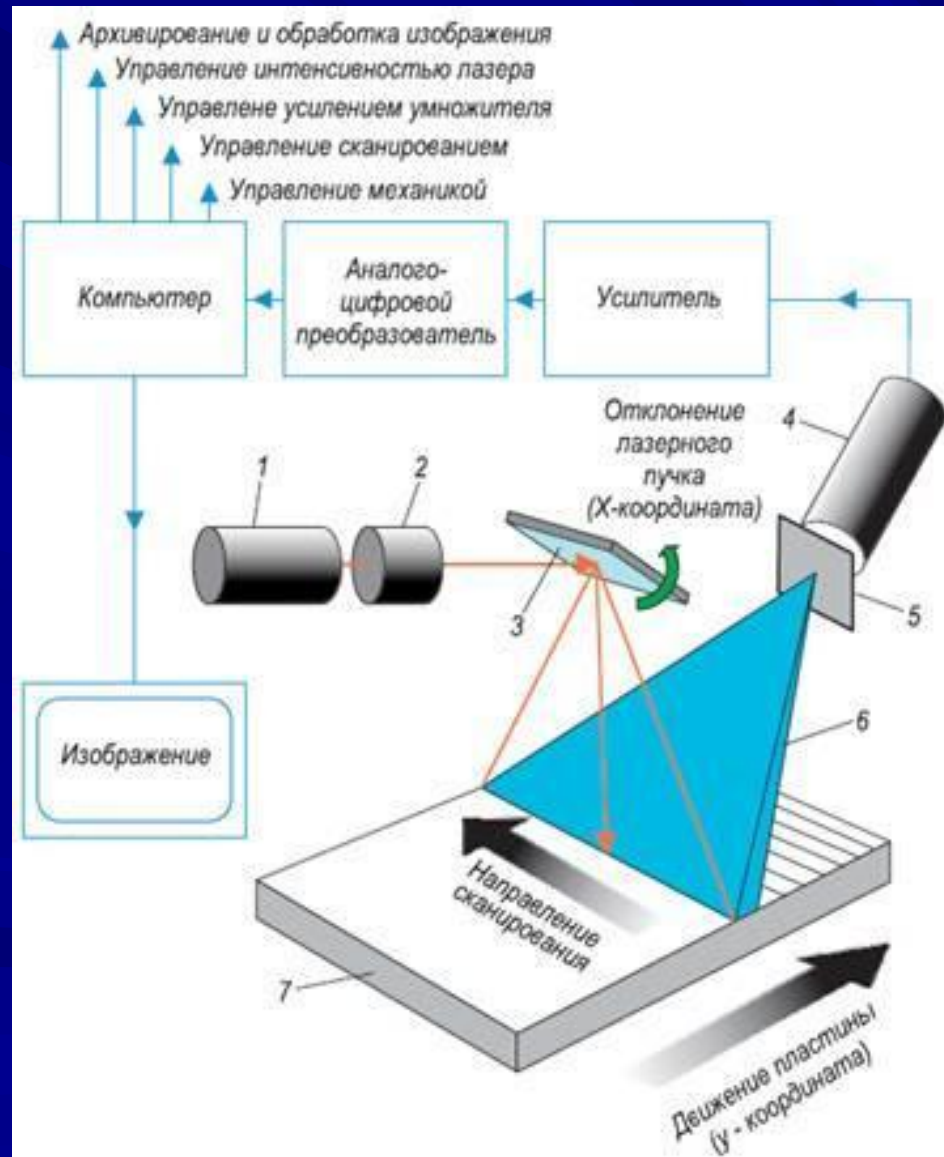 Архивирование и обработка изображения
Управление интенсивностью лазера
Управлене усилением умножителя
Управление сканированием
Управление механикой
Компьютер
Аналого-
цифровой
преобразователь
Усилитель
Отклонение
лазерного
пучка
(X-координата)
4
1
2
3
5
6
Изображение
Направление
сканирования
7
Движение пластины
(y - координата)